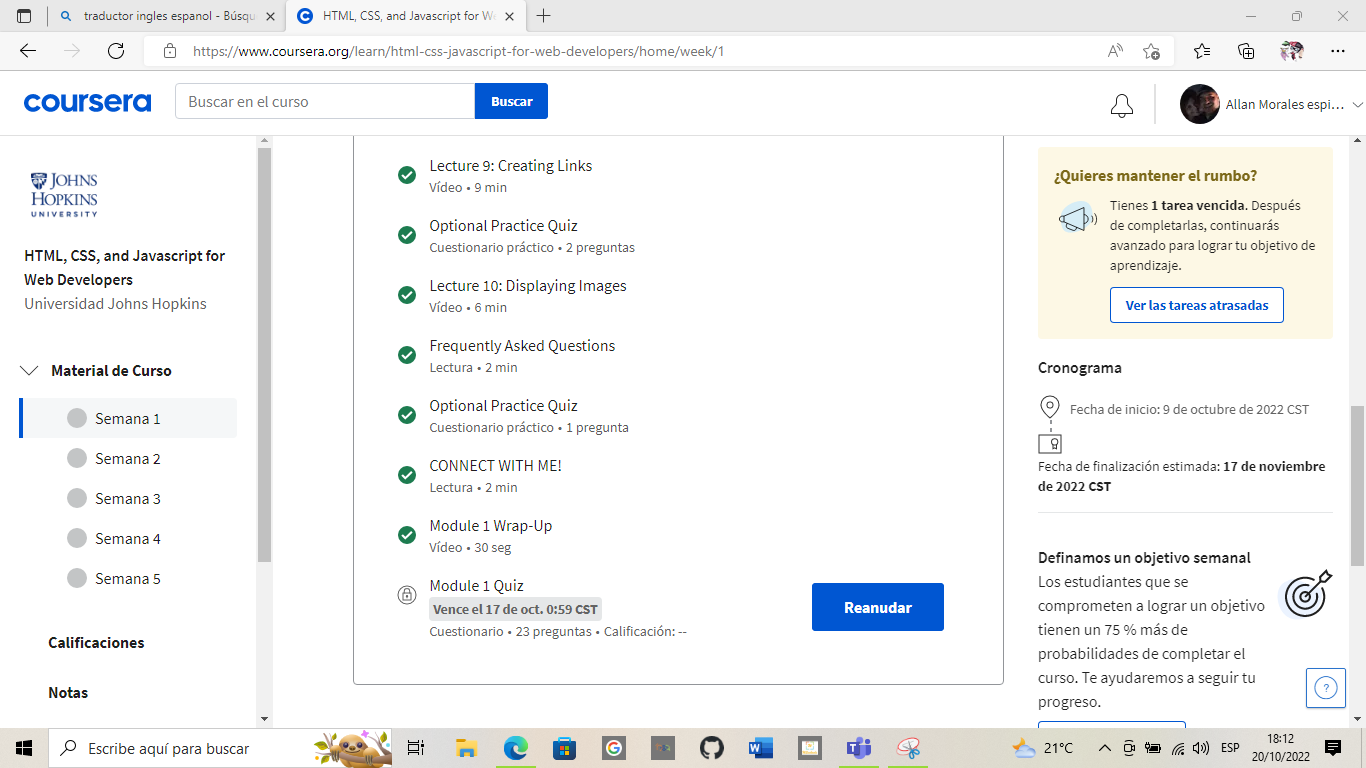 traductor ingles espanol - Búsqu
HTML, CSS, and Javascript for We
https://www.coursera.org/learn/html-css-javascript-for-web-developers/home/week/1
coursera
Buscar en el curso
Buscar
Allan Morales espi...
JOHNS
HOPKINS
UNIVERSITY
HTML, CSS, and Javascript for
Web Developers
Universidad Johns Hopkins
Material de Curso
Semana 1
Semana 2
Semana 3
Semana 4
Semana 5
Calificaciones
Notas
Lecture 9: Creating Links
Vídeo • 9 min
Optional Practice Quiz
Cuestionario práctico • 2 preguntas
Lecture 10: Displaying Images
Vídeo • 6 min
Frequently Asked Questions
Lectura • 2 min
Optional Practice Quiz
Cuestionario práctico • 1 pregunta
CONNECT WITH ME!
Lectura • 2 min
Module 1 Wrap-Up
Vídeo • 30 seg
Module 1 Quiz
Vence el 17 de oct. 0:59 CST
Cuestionario • 23 preguntas • Calificación: --
Reanudar
¿Quieres mantener el rumbo?
Tienes 1 tarea vencida. Después
de completarlas, continuarás
avanzado para lograr tu objetivo de
aprendizaje.
Ver las tareas atrasadas
Cronograma
Fecha de inicio: 9 de octubre de 2022 CST
Fecha de finalización estimada: 17 de noviembre
de 2022 CST
Definamos un objetivo semanal
Los estudiantes que se
comprometen a lograr un objetivo
tienen un 75 % más de
probabilidades de completar el
curso. Te ayudaremos a seguir tu
progreso.
Escribe aquí para buscar
21°C
ESP
18:12
20/10/2022